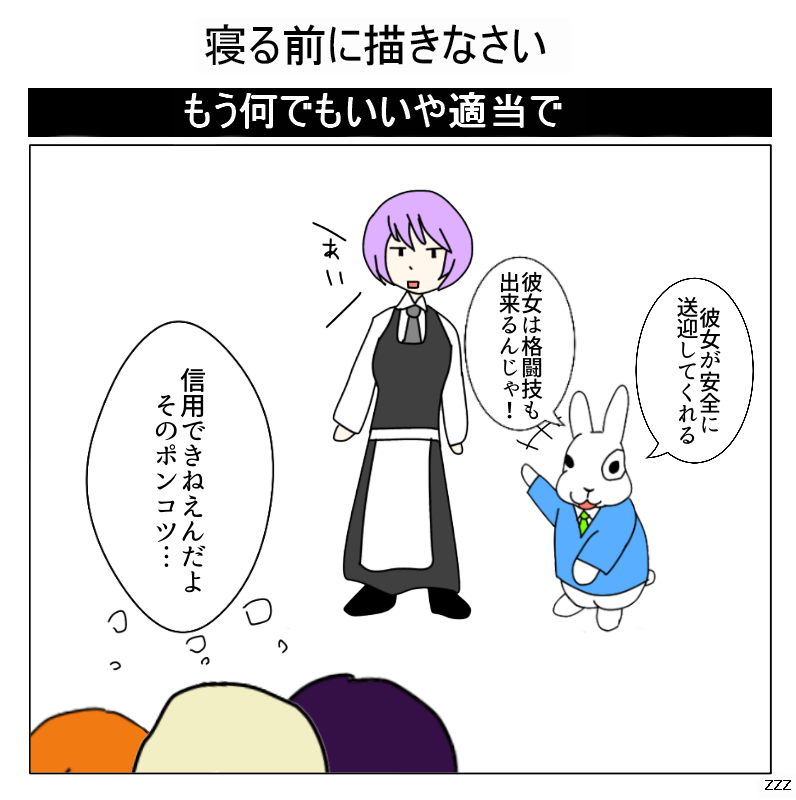 寝る前に描きなさい
もう何でもいいや適当で
彼女が安全に
送迎してくれる
彼女は格闘技も
出来るんじゃ！
あぃ
信用できねえんだよ
そのポンコツ…
zzz